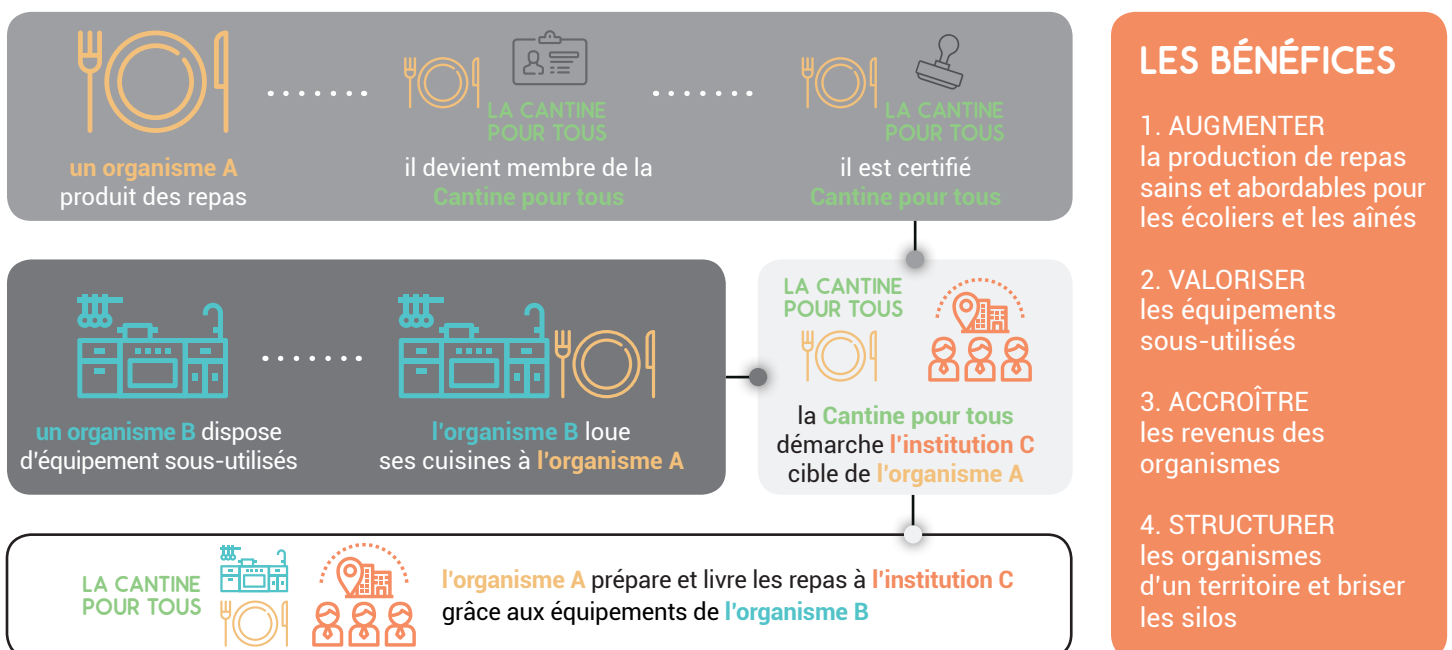 un organisme A
produit des repas
LA CANTINE
POUR TOUS
il devient membre de la
Cantine pour tous
LA CANTINE
POUR TOUS
il est certifié
Cantine pour tous
un organisme B dispose
d'équipement sous-utilisés
l'organisme B loue
ses cuisines à l'organisme A
LA CANTINE
POUR TOUS
la Cantine pour tous
démarche l'institution C
cible de l'organisme A
LA CANTINE
POUR TOUS
l'organisme A prépare et livre les repas à l'institution C
grâce aux équipements de l'organisme B
LES BÉNÉFICES
1. AUGMENTER
la production de repas
sains et abordables pour
les écoliers et les aînés
2. VALORISER
les équipements
sous-utilisés
3. ACCROÎTRE
les revenus des
organismes
4. STRUCTURER
les organismes
d'un territoire et briser
les silos